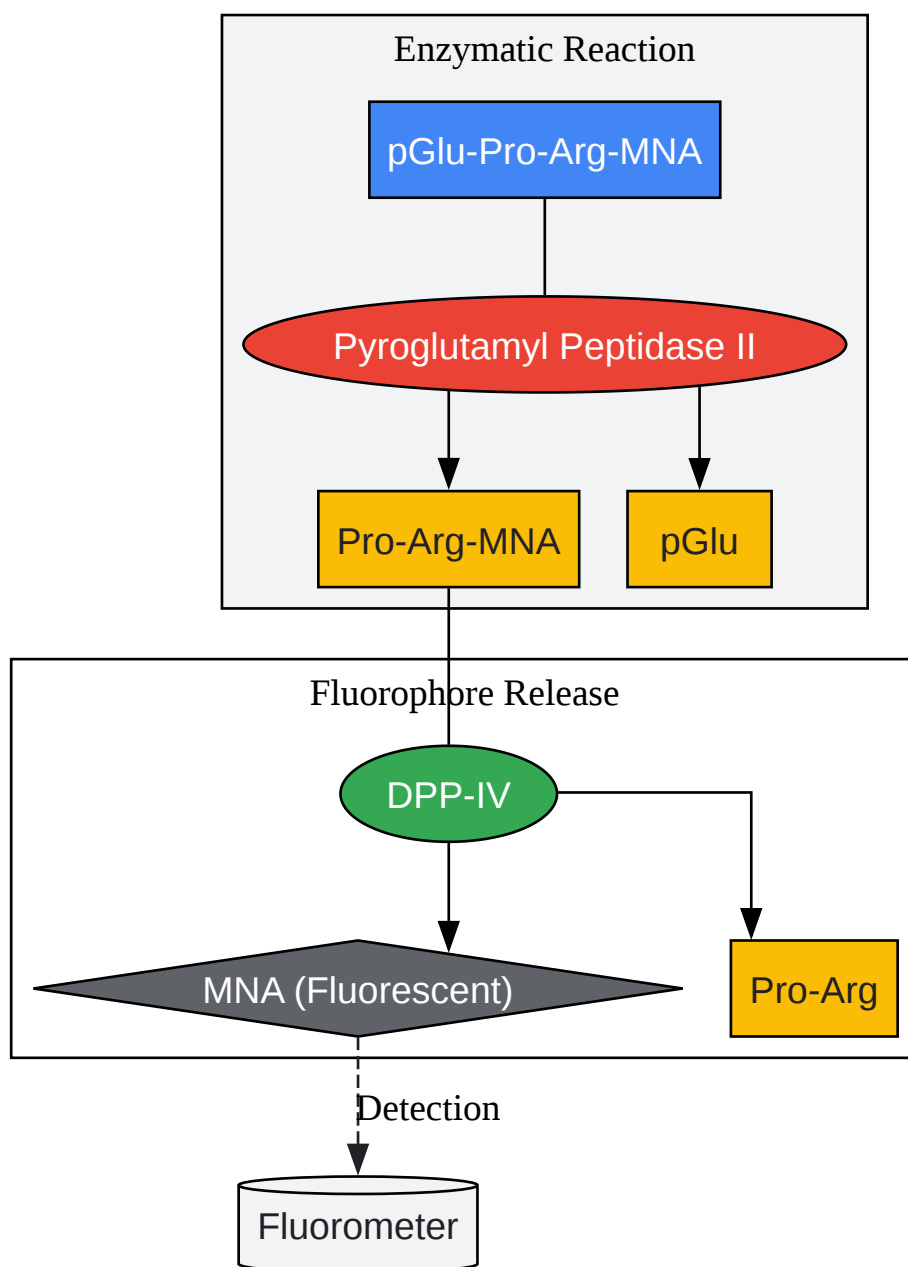 Enzymatic Reaction
pGlu-Pro-Arg-MNA
Pyroglutamyl Peptidase II
Pro-Arg-MNA
pGlu
Fluorophore Release
DPP-IV
MNA (Fluorescent)
Pro-Arg
Detection
Fluorometer